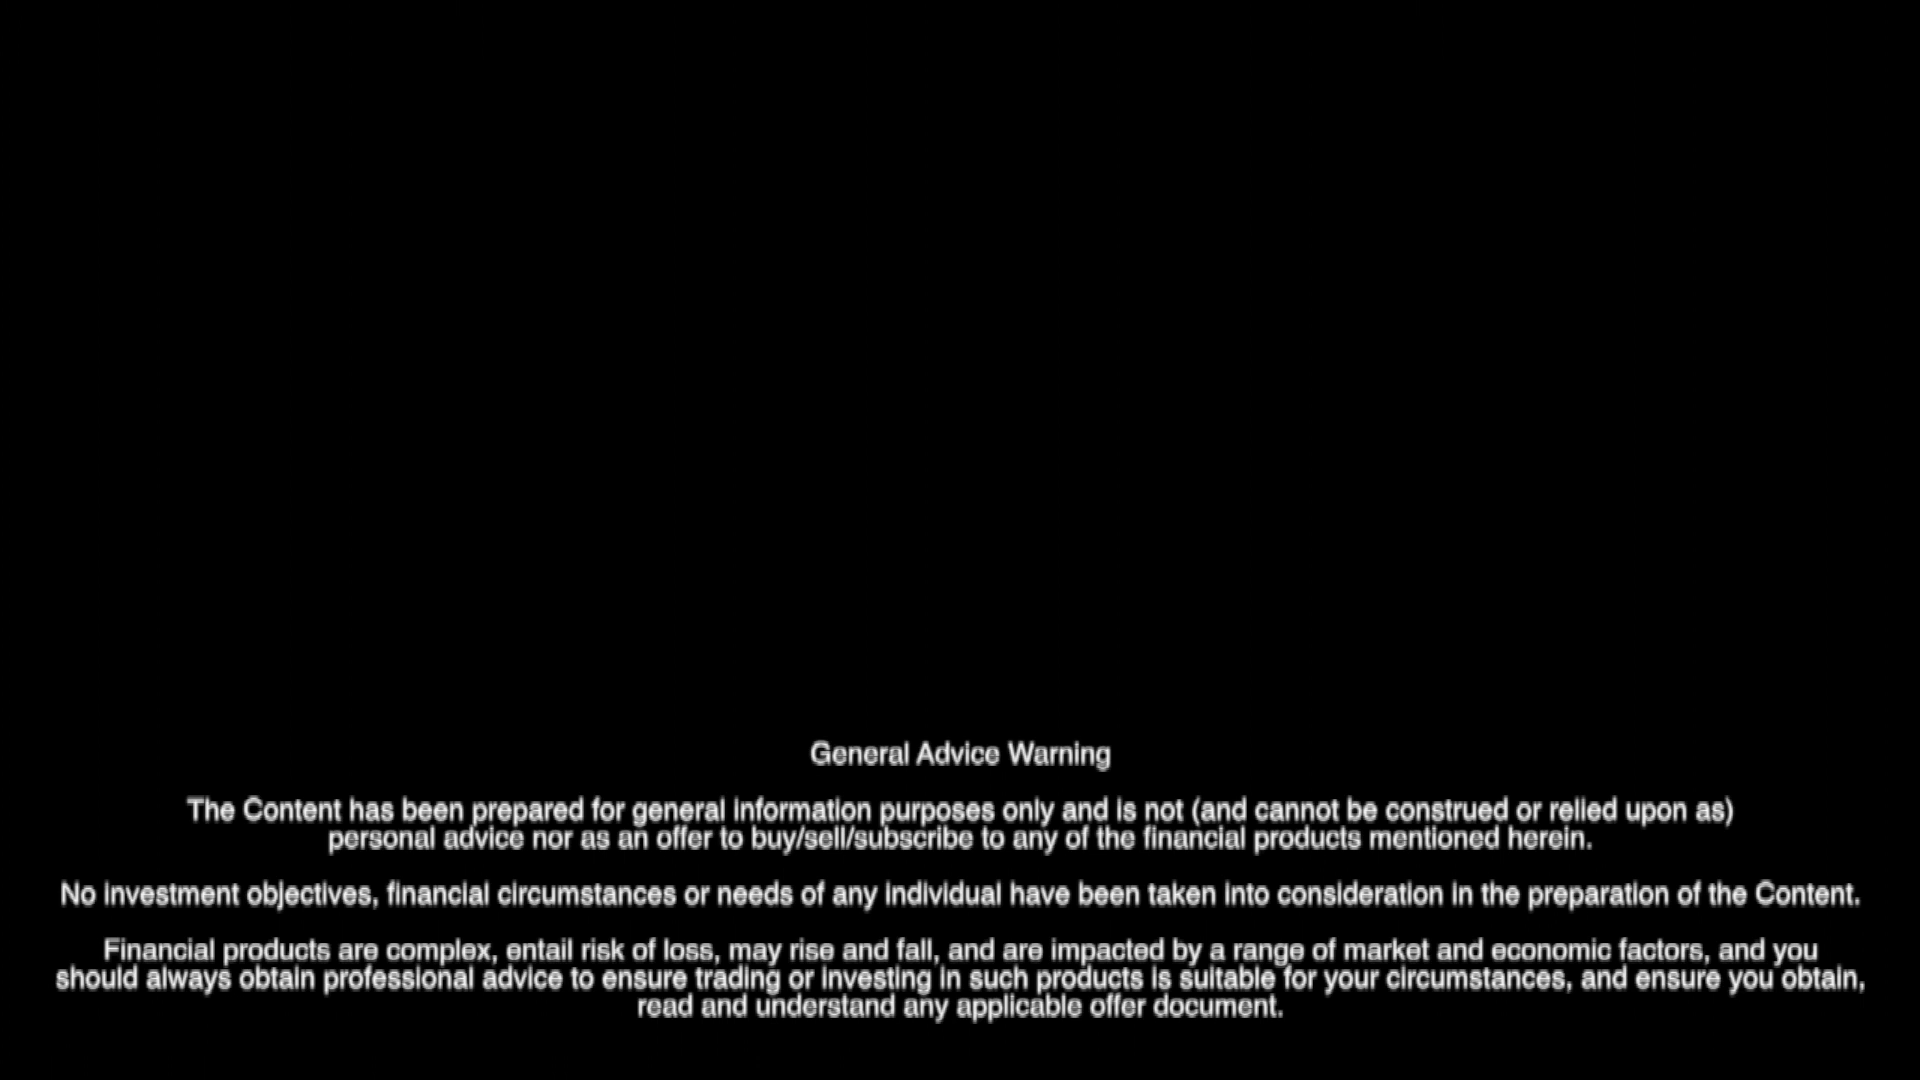 General Advice Warning
The Content has been prepared for general information purposes only and is not (and cannot be construed or relied upon as)
personal advice nor as an offer to buy/sell/subscribe to any of the financial products mentioned herein.
No investment objectives, financial circumstances or needs of any individual have been taken into consideration in the preparation of the Content.
Financial products are complex, entail risk of loss, may rise and fall, and are impacted by a range of market and economic factors, and you
should always obtain professional advice to ensure trading or investing in such products is suitable for your circumstances, and ensure you obtain,
read and understand any applicable offer document.